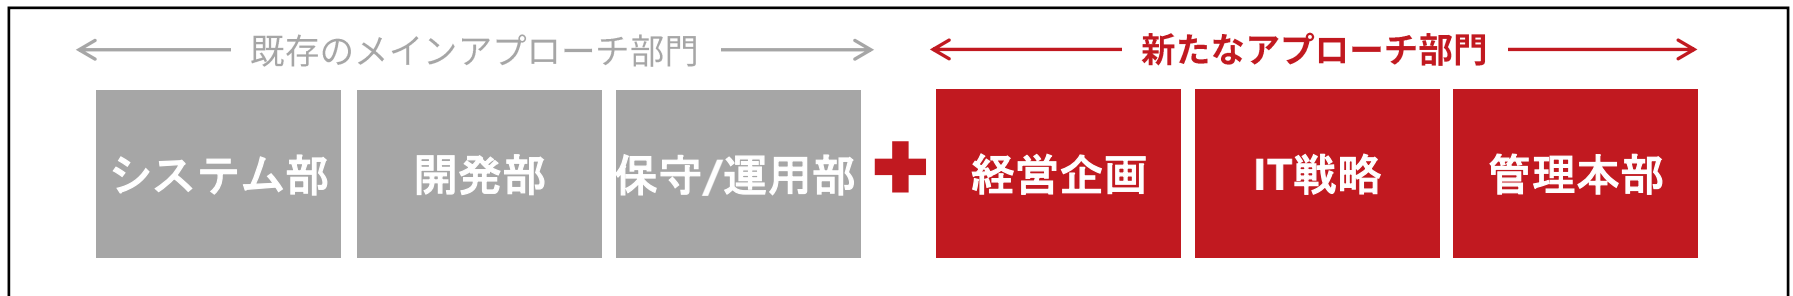 既存のメインアプローチ部門
新たなアプローチ部門
システム部
開発部
保守/運用部
経営企画
IT戦略
管理本部